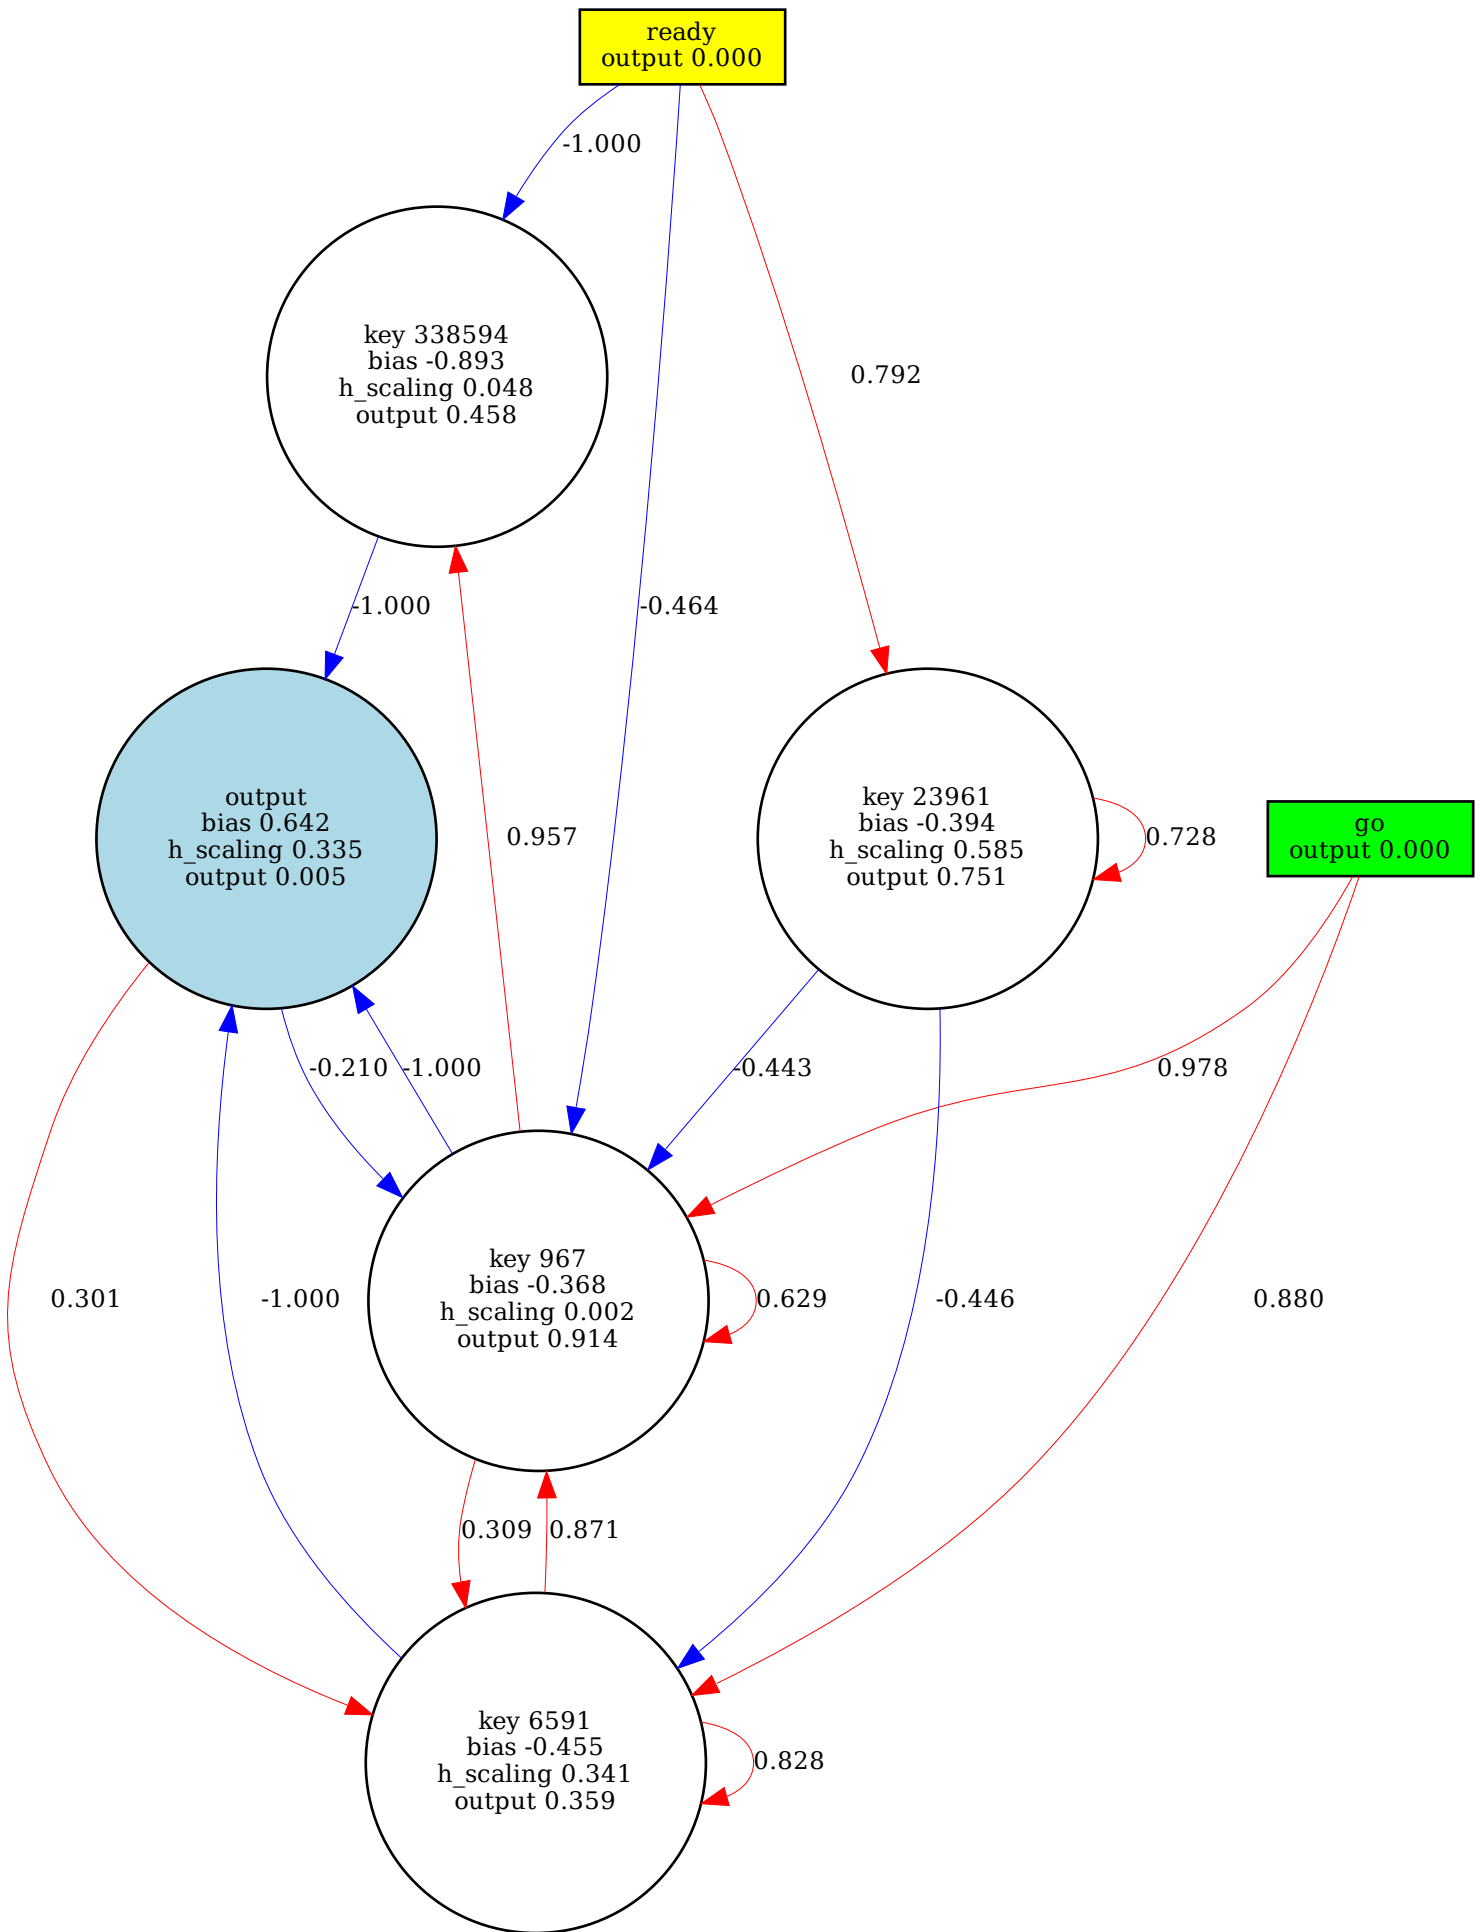 ready
output 0.000
-1.000
key 338594
bias -0.893
h_scaling 0.048
output 0.458
0.792
-1.000
-0.464
output
bias 0.642
h_scaling 0.335
output 0.005
0.957
key 23961
bias -0.394
h_scaling 0.585
output 0.751
0.728
go
output 0.000
-0.210
-1.000
-0.443
0.978
0.301
-1.000
key 967
bias -0.368
h_scaling 0.002
output 0.914
0.629
-0.446
0.880
0.309
0.871
key 6591
bias -0.455
h_scaling 0.341
output 0.359
0.828